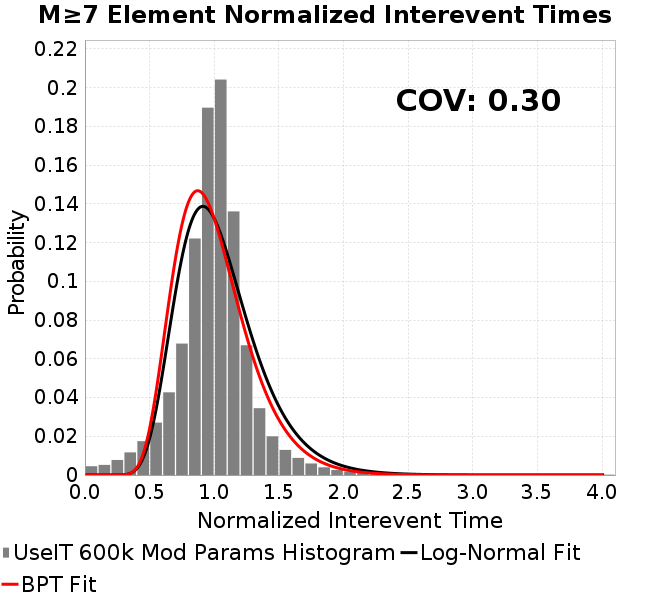 M≥7 Element Normalized Interevent Times
COV: 0.30
0.22
0.2
0.18
0.16
0.14
0.12
0.1
0.08
0.06
0.04
0.02
0
Probability
0.0 0.5 1.0 1.5 2.0 2.5 3.0 3.5 4.0
Normalized Interevent Time
UseIT 600k Mod Params Histogram Log-Normal Fit
BPT Fit